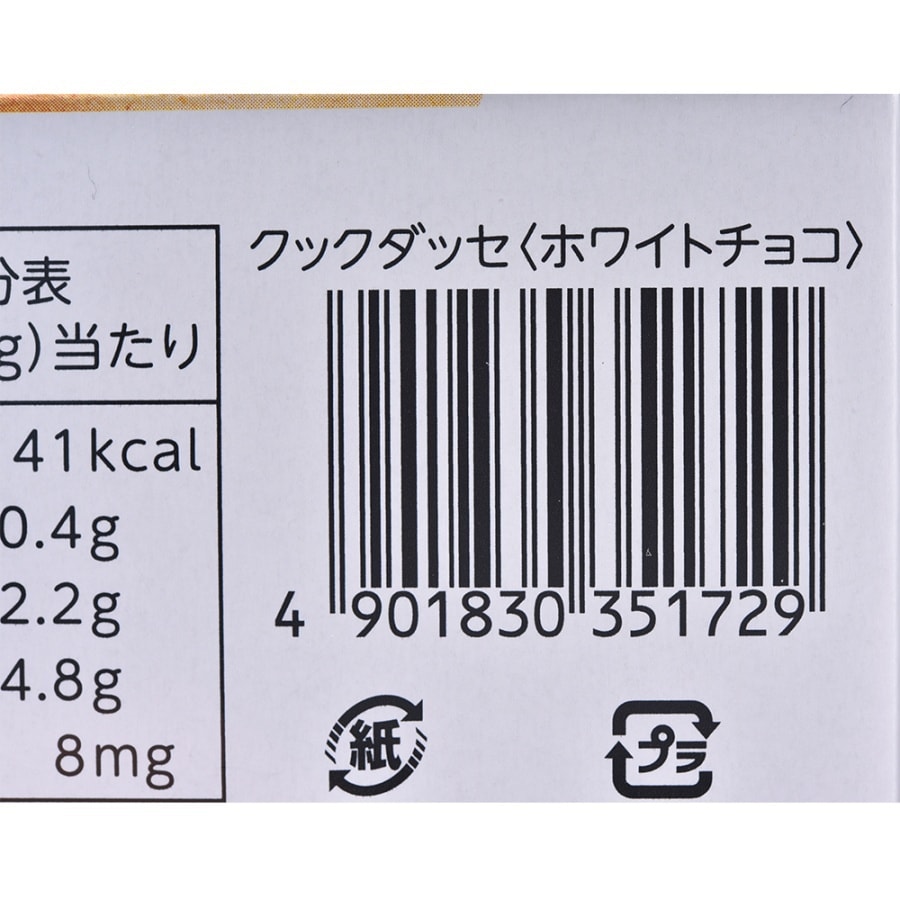 クックダッセ〈ホワイトチョコ〉
分表
g)当たり
41kcal
0.4g
2.2g
4.8g
8mg
4 901830 351729
紙
プラ